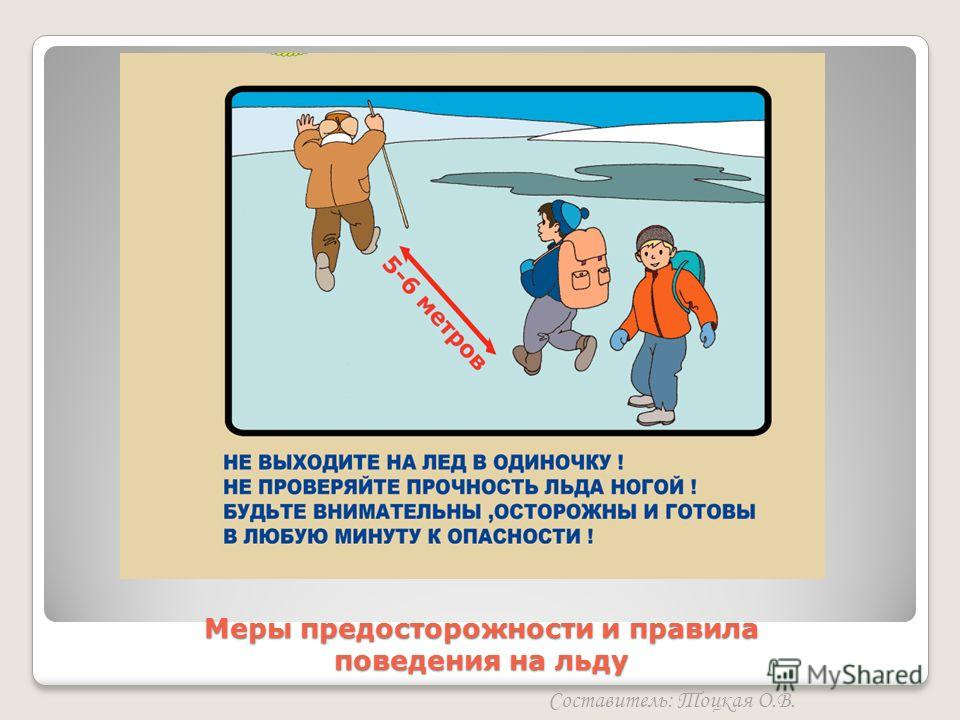 5-6 метров
НЕ ВЫХОДИТЕ НА ЛЕД В ОДИНОЧКУ !
НЕ ПРОВЕРЯЙТЕ ПРОЧНОСТЬ ЛЬДА НОГОЙ !
БУДЬТЕ ВНИМАТЕЛЬНЫ ,ОСТОРОЖНЫ И ГОТОВЫ
В ЛЮБУЮ МИНУТУ К ОПАСНОСТИ !
Меры предосторожности и правила
поведения на льду
MyShared
Составитель: Тоцкая О.В.